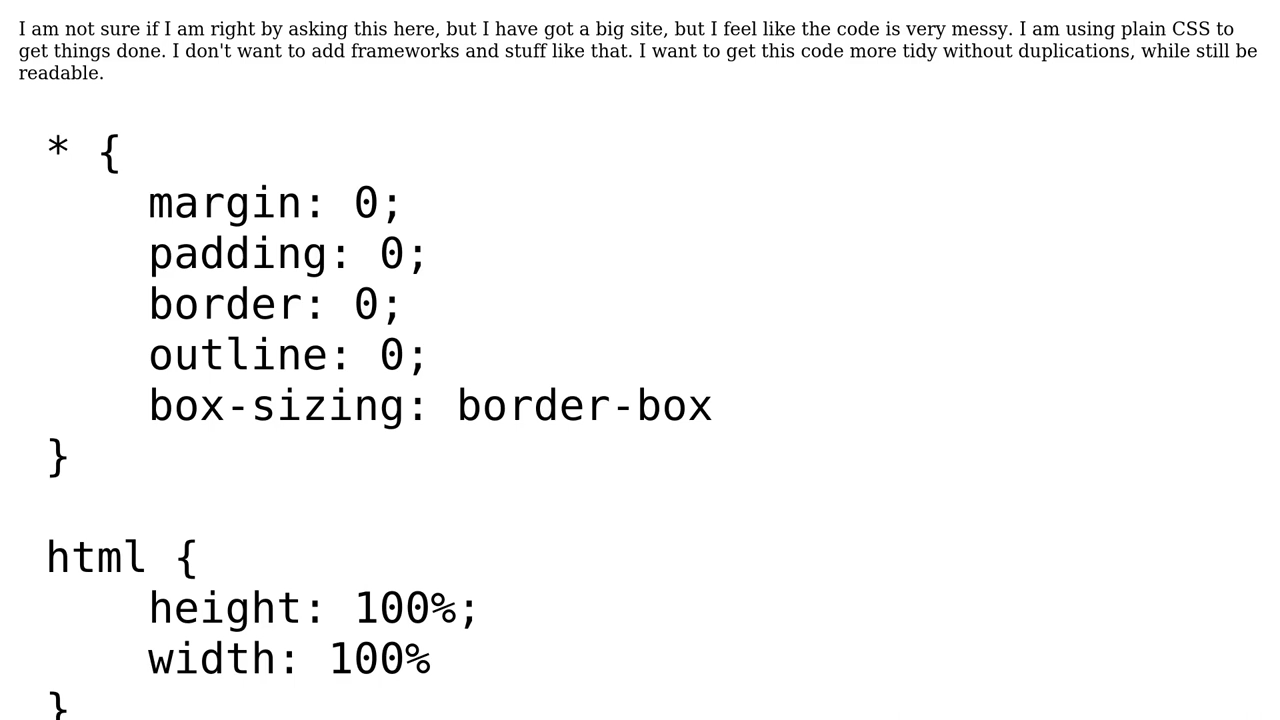 I am not sure if I am right by asking this here, but I have got a big site, but I feel like the code is very messy. I am using plain CSS to
get things done. I don't want to add frameworks and stuff like that. I want to get this code more tidy without duplications, while still be
readable.
* {
    margin: 0;
    padding: 0;
    border: 0;
    outline: 0;
    box-sizing: border-box
}
html {
    height: 100%;
    width: 100%
}